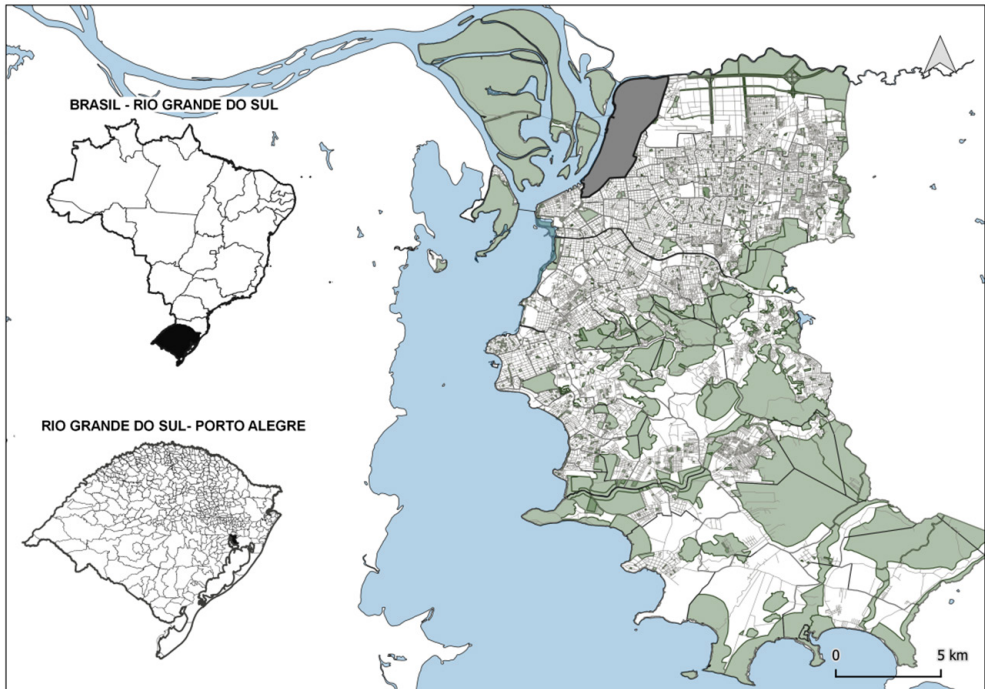 BRASIL - RIO GRANDE DO SUL
RIO GRANDE DO SUL- PORTO ALEGRE
0 5 km